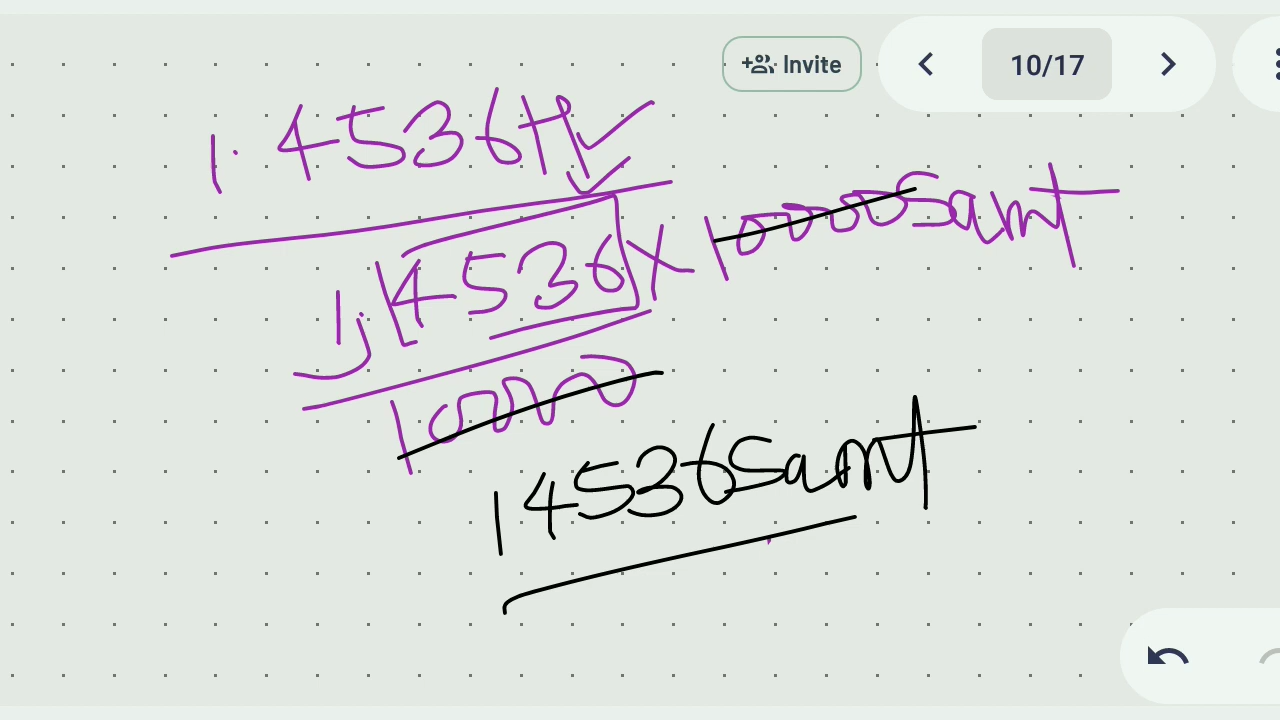 Invite
10/17
1. 4536 ✓
1,4536 X 10000 Samt
10000
14536 Samt